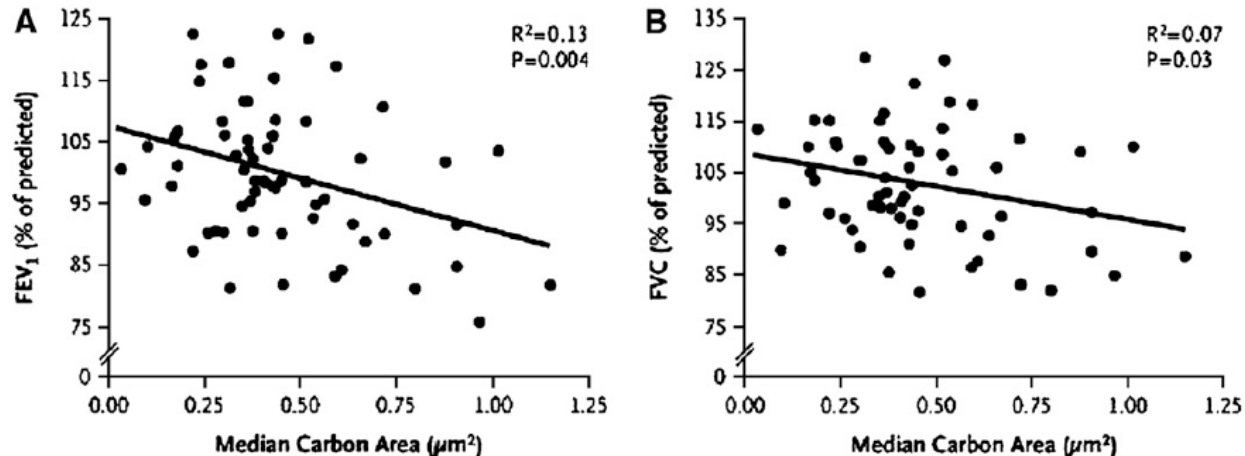 A
R²=0.13
P=0.004
FEV₁ (% of predicted)
125
115
105
95
85
75
0
0.00 0.25 0.50 0.75 1.00 1.25
Median Carbon Area (μm²)
B
R²=0.07
P=0.03
FVC (% of predicted)
135
125
115
105
95
85
75
0
0.00 0.25 0.50 0.75 1.00 1.25
Median Carbon Area (μm²)